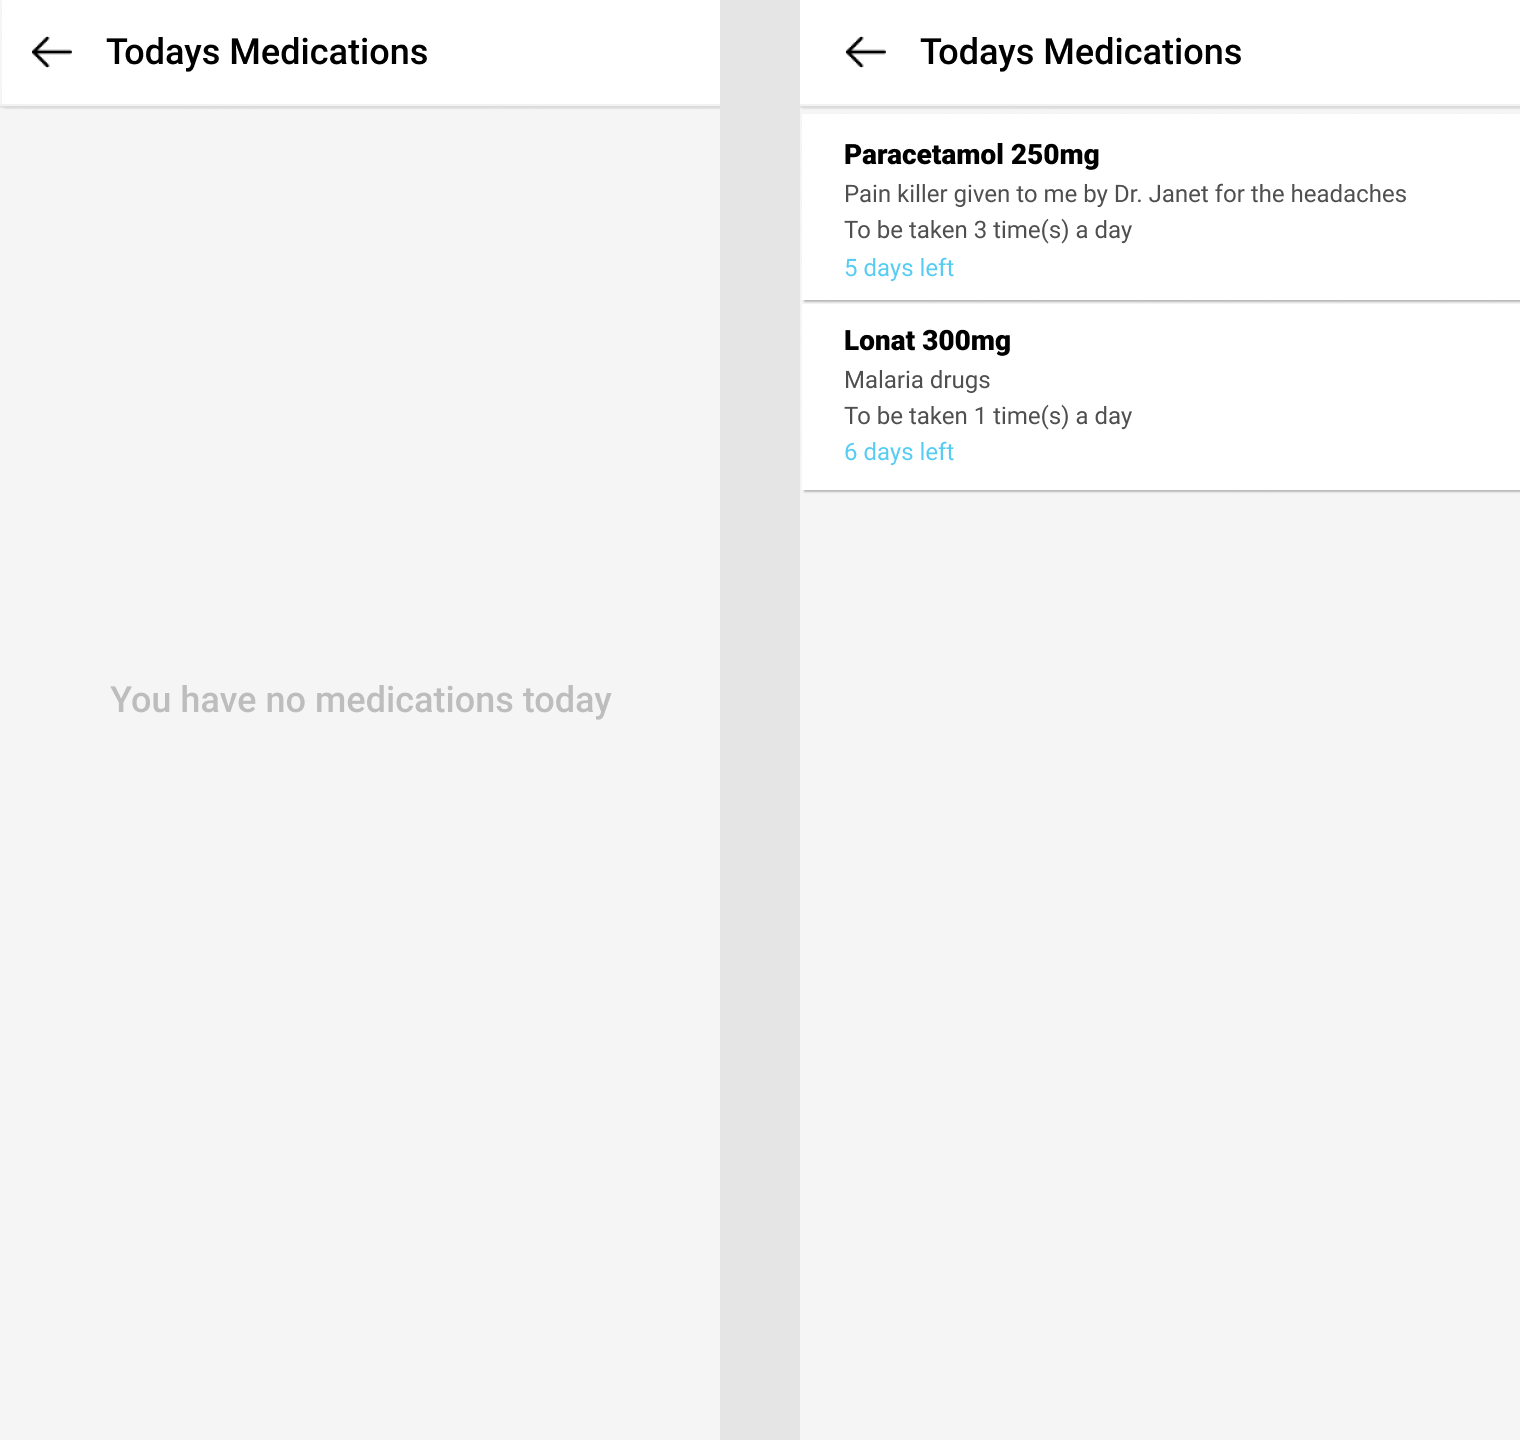 Todays Medications
You have no medications today
Todays Medications
Paracetamol 250mg
Pain killer given to me by Dr. Janet for the headaches
To be taken 3 time(s) a day
5 days left
Lonat 300mg
Malaria drugs
To be taken 1 time(s) a day
6 days left